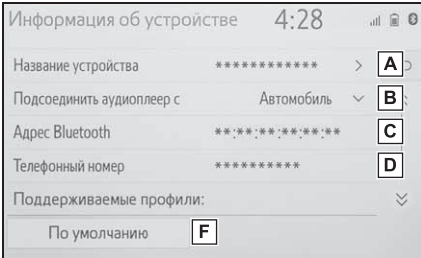 Информация об устройстве 4:28
Название устройства ************ > A
Подсоединить аудиоплеер с Автомобиль B
Адрес Bluetooth **:**:**:**:**:** C
Телефонный номер ********** D
Поддерживаемые профили:
По умолчанию F